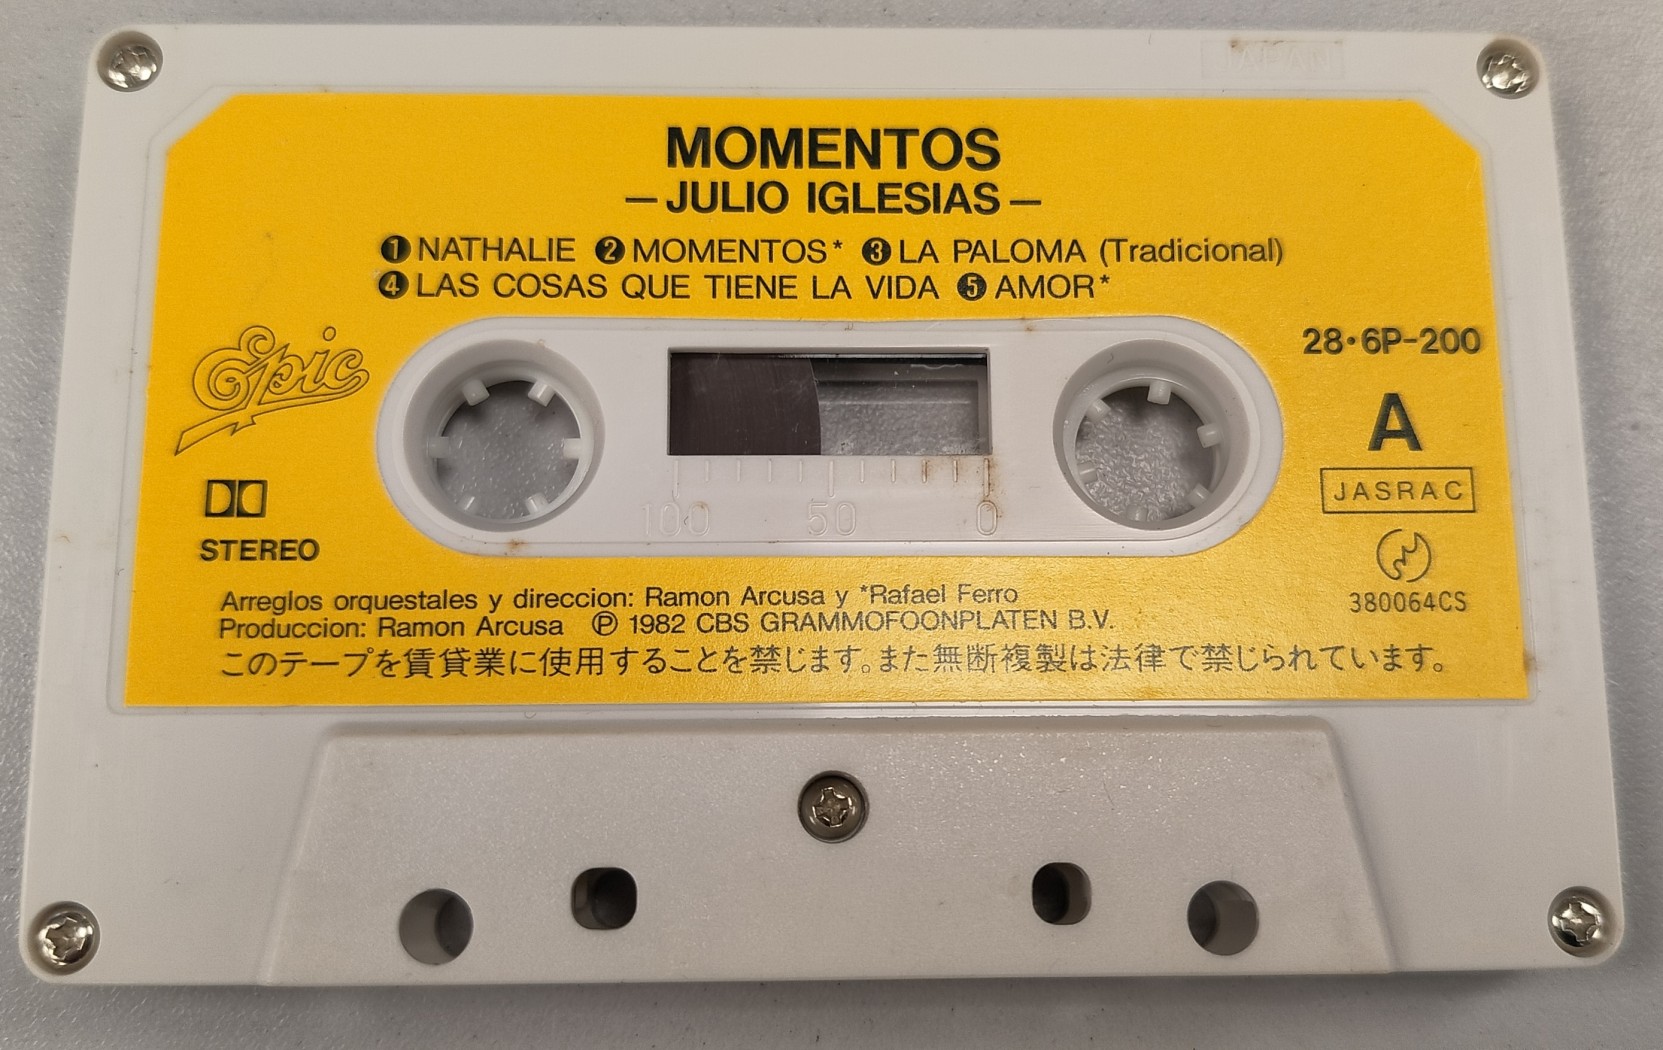 JAPAN
MOMENTOS
—JULIO IGLESIAS—
❶NATHALIE ❷MOMENTOS* ❸LA PALOMA (Tradicional)
❹LAS COSAS QUE TIENE LA VIDA ❺AMOR*
Epic
28・6P-200
A
JASRAC
380064CS
STEREO
100 50 0
Arreglos orquestales y direccion: Ramon Arcusa y *Rafael Ferro
Produccion: Ramon Arcusa ℗ 1982 CBS GRAMMOFOONPLATEN B.V.
このテープを賃貸業に使用することを禁じます。また無断複製は法律で禁じられています。